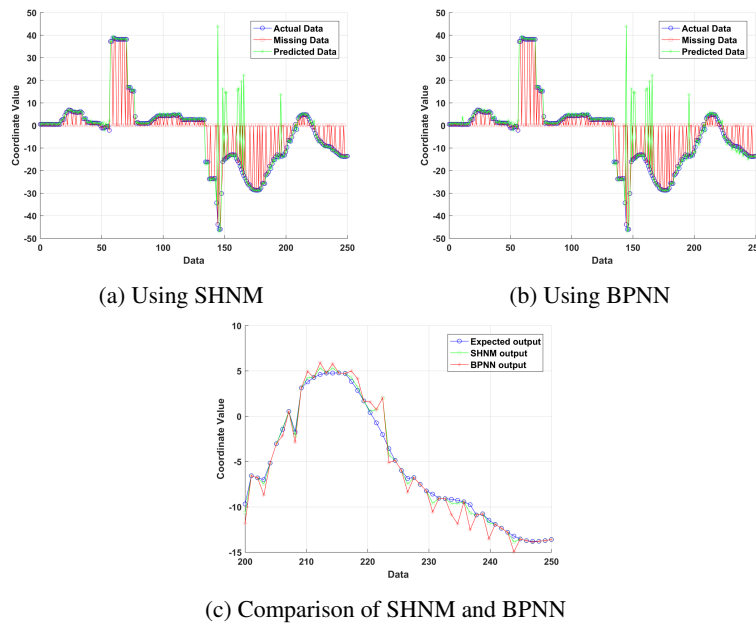 50
40
30
20
10
0
-10
-20
-30
-40
-50
0
50
100
150
200
250
Coordinate Value
Data
Actual Data
Missing Data
Predicted Data
(a) Using SHNM
50
40
30
20
10
0
-10
-20
-30
-40
-50
0
50
100
150
200
250
Coordinate Value
Data
Actual Data
Missing Data
Predicted Data
(b) Using BPNN
10
5
0
-5
-10
-15
200
210
220
230
240
250
Coordinate Value
Data
Expected output
SHNM output
BPNN output
(c) Comparison of SHNM and BPNN